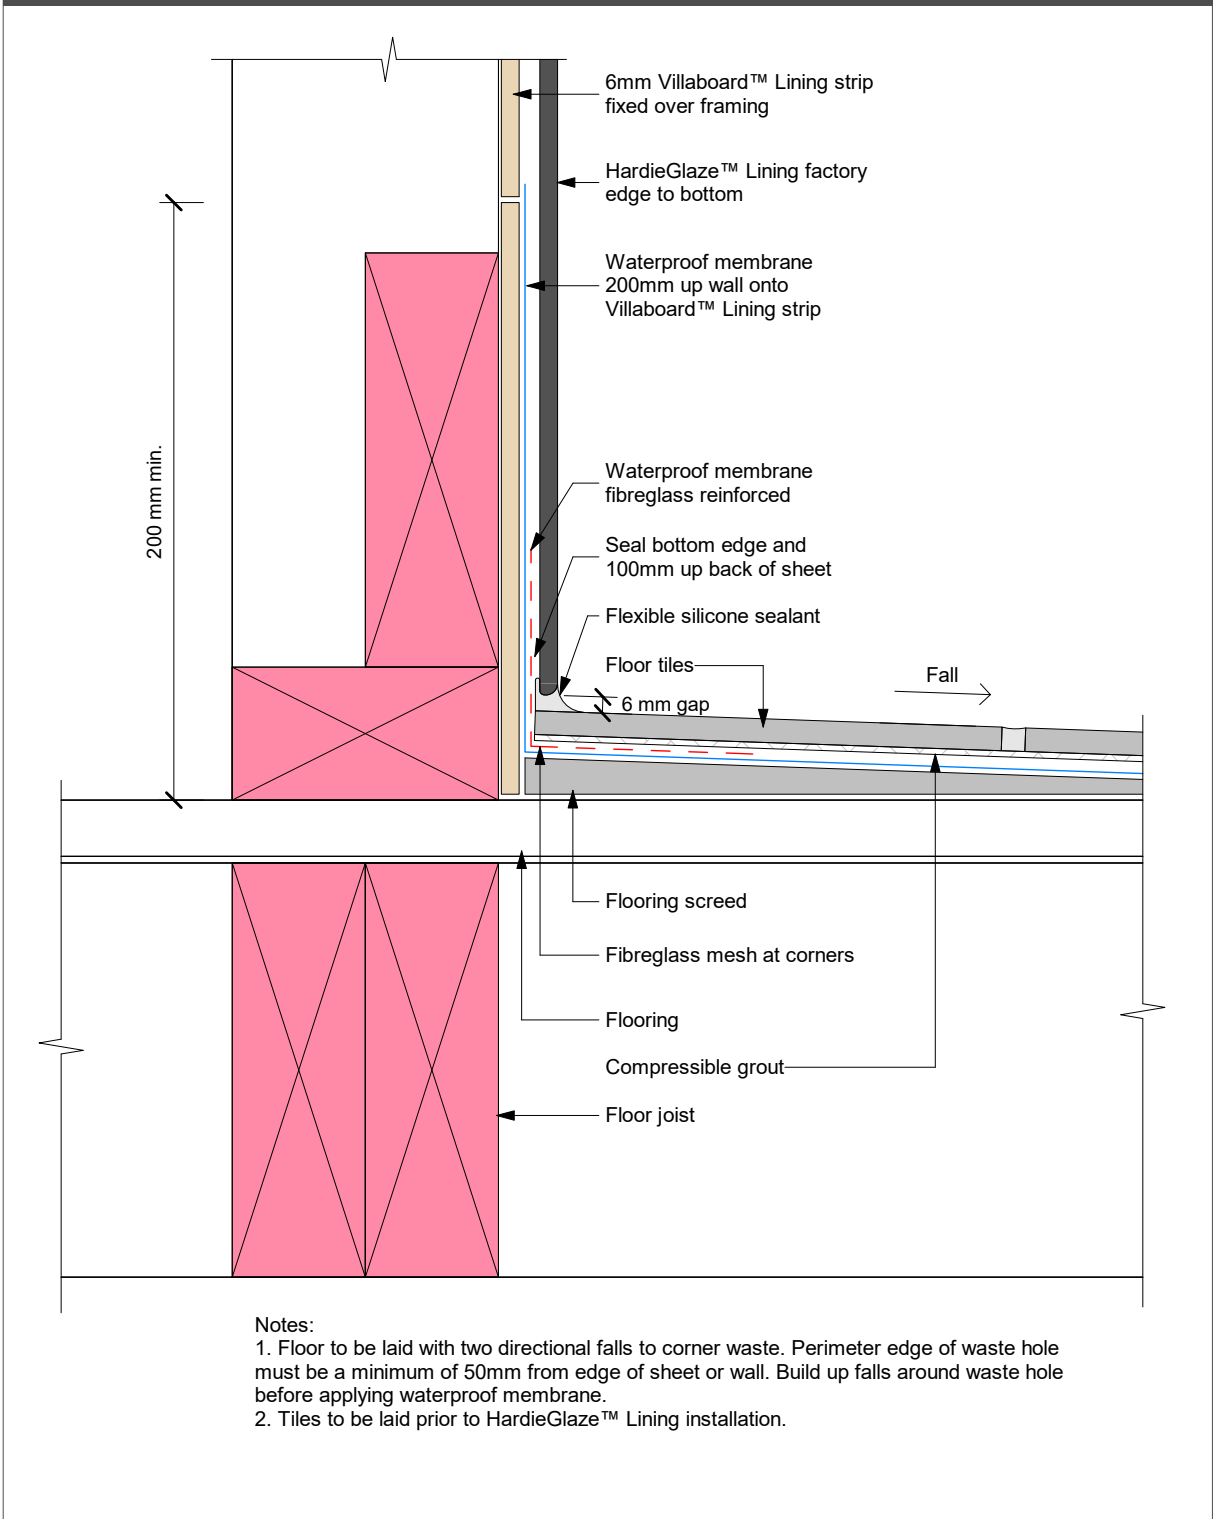 6mm Villaboard™ Lining strip
fixed over framing
HardieGlaze™ Lining factory
edge to bottom
Waterproof membrane
200mm up wall onto
Villaboard™ Lining strip
200 mm min.
Waterproof membrane
fibreglass reinforced
Seal bottom edge and
100mm up back of sheet
Flexible silicone sealant
Floor tiles
Fall
6 mm gap
Flooring screed
Fibreglass mesh at corners
Flooring
Compressible grout
Floor joist
Notes:
1. Floor to be laid with two directional falls to corner waste. Perimeter edge of waste hole
must be a minimum of 50mm from edge of sheet or wall. Build up falls around waste hole
before applying waterproof membrane.
2. Tiles to be laid prior to HardieGlaze™ Lining installation.